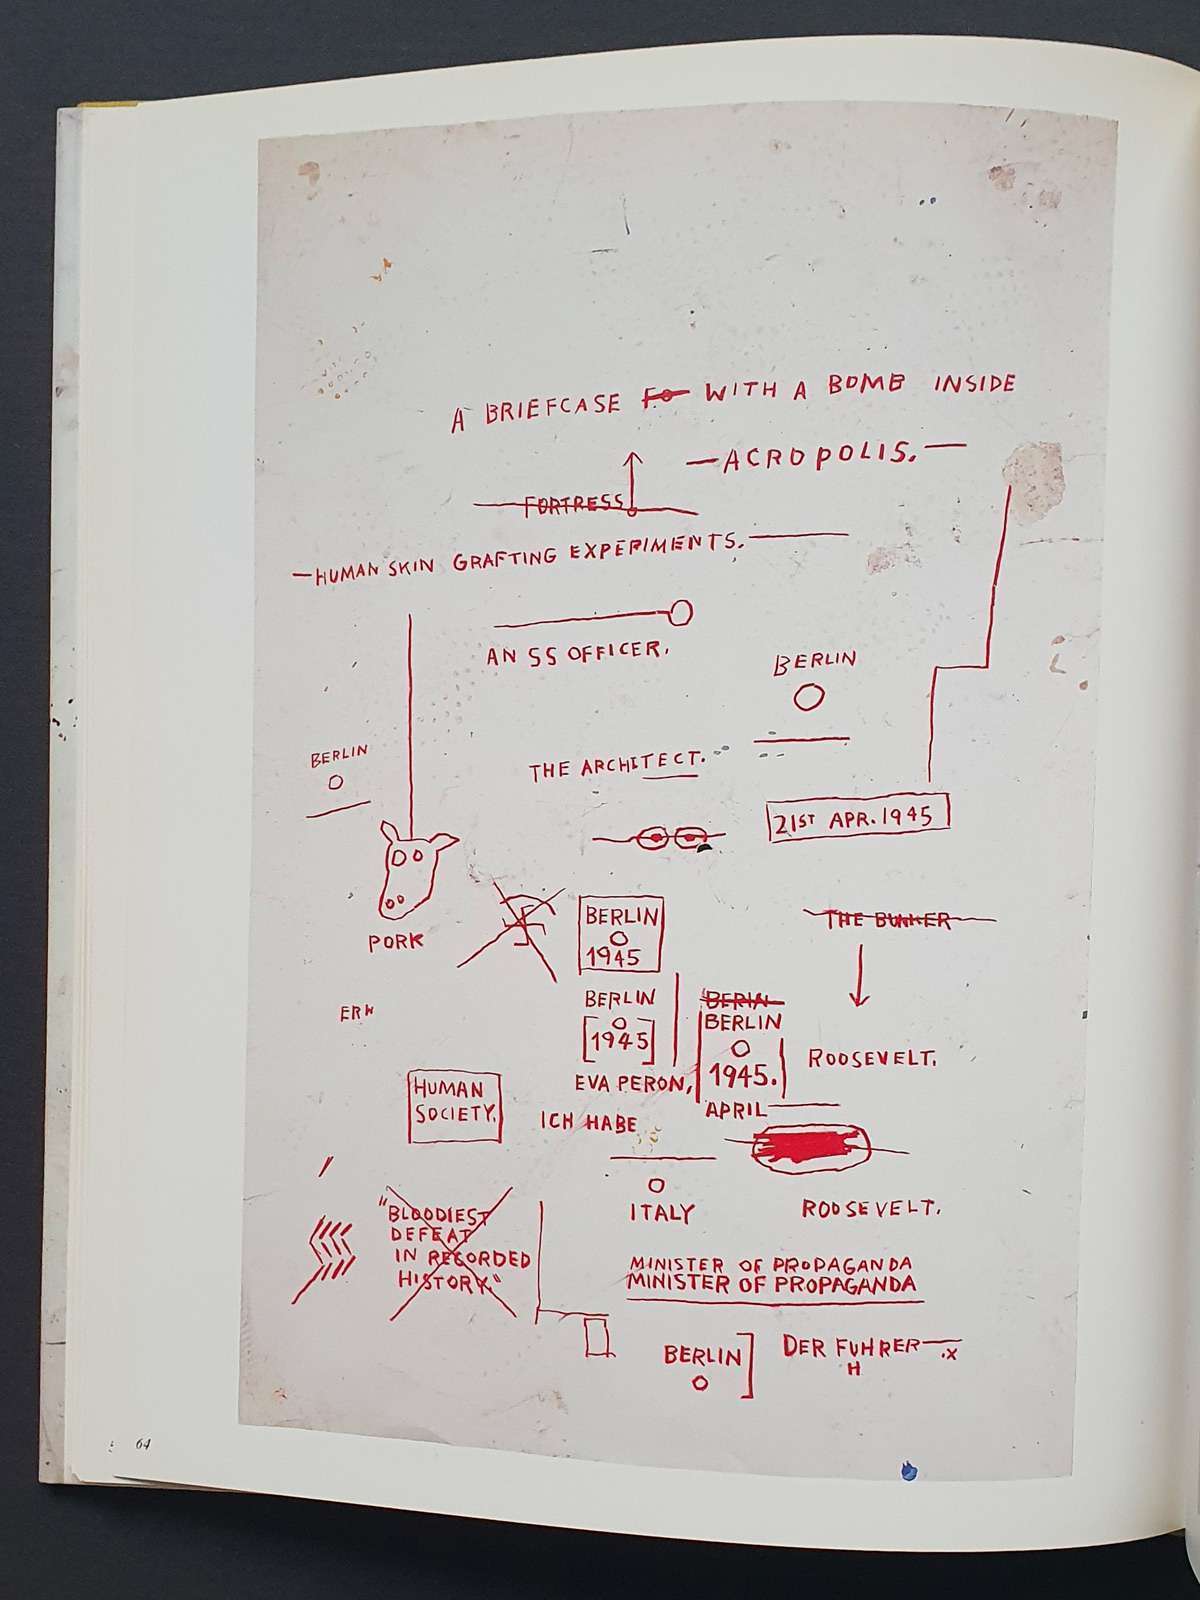 A BRIEFCASE FO WITH A BOMB INSIDE
—ACROPOLIS.—
FORTRESS
—HUMAN SKIN GRAFTING EXPERIMENTS.—
AN SS OFFICER.
BERLIN
BERLIN
THE ARCHITECT.
21ST APR. 1945
PORK
BERLIN
1945
THE BUNKER
BERLIN
[1945]
BERLIN
1945.
APRIL
ROOSEVELT.
EVA PERON,
HUMAN
SOCIETY.
ICH HABE
ITALY
ROOSEVELT.
"BLOODIEST
DEFEAT
IN RECORDED
HISTORY."
MINISTER OF PROPAGANDA
MINISTER OF PROPAGANDA
BERLIN]
DER FUHRER—.X
H
64